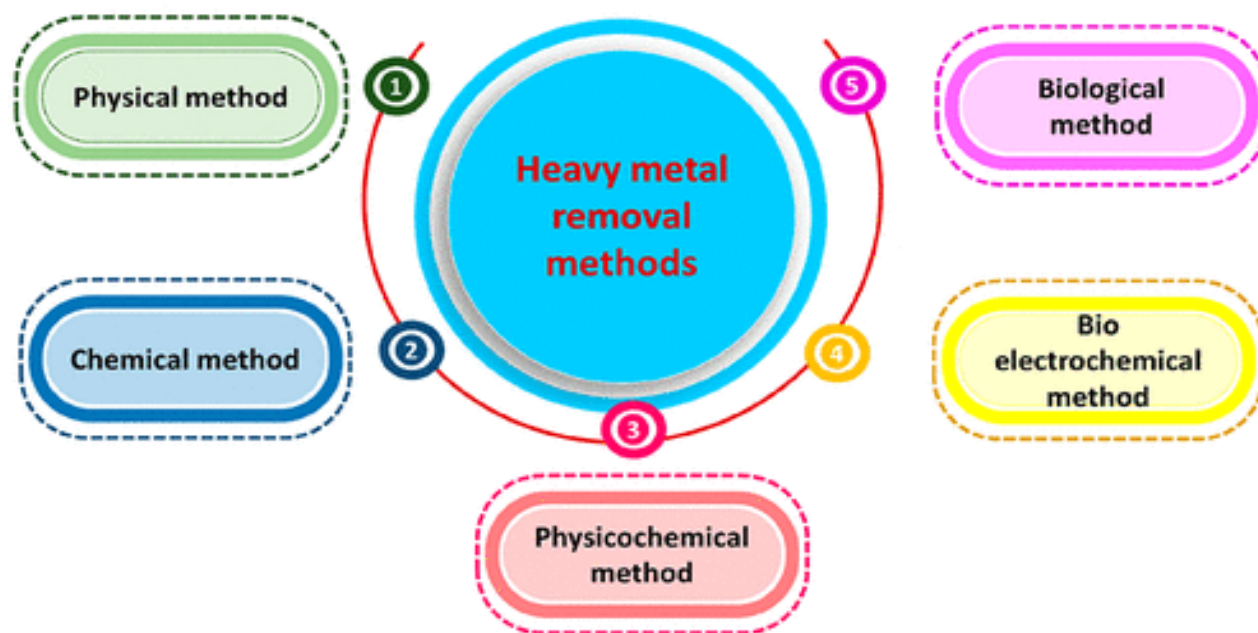 Heavy metal
removal
methods
1
Physical method
2
Chemical method
3
Physicochemical
method
4
Bio
electrochemical
method
5
Biological
method